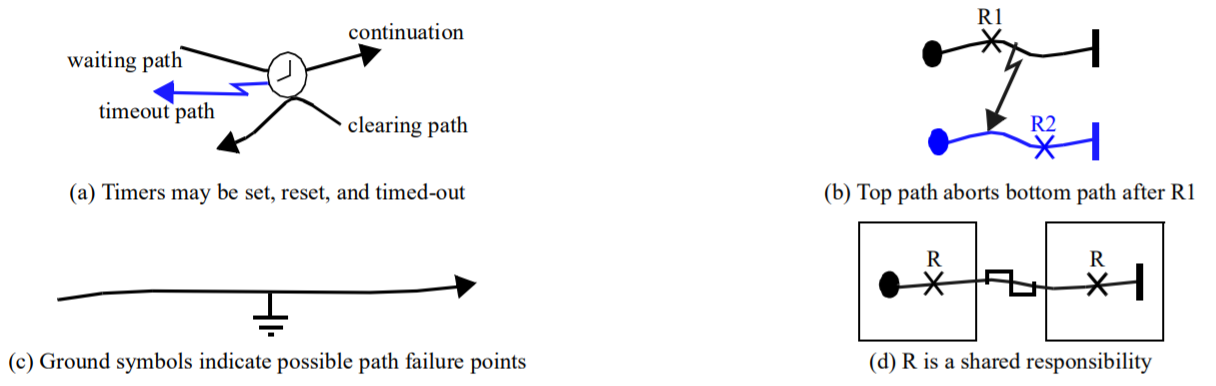 continuation
waiting path
timeout path
clearing path
(a) Timers may be set, reset, and timed-out
R1
R2
(b) Top path aborts bottom path after R1
(c) Ground symbols indicate possible path failure points
R
R
(d) R is a shared responsibility